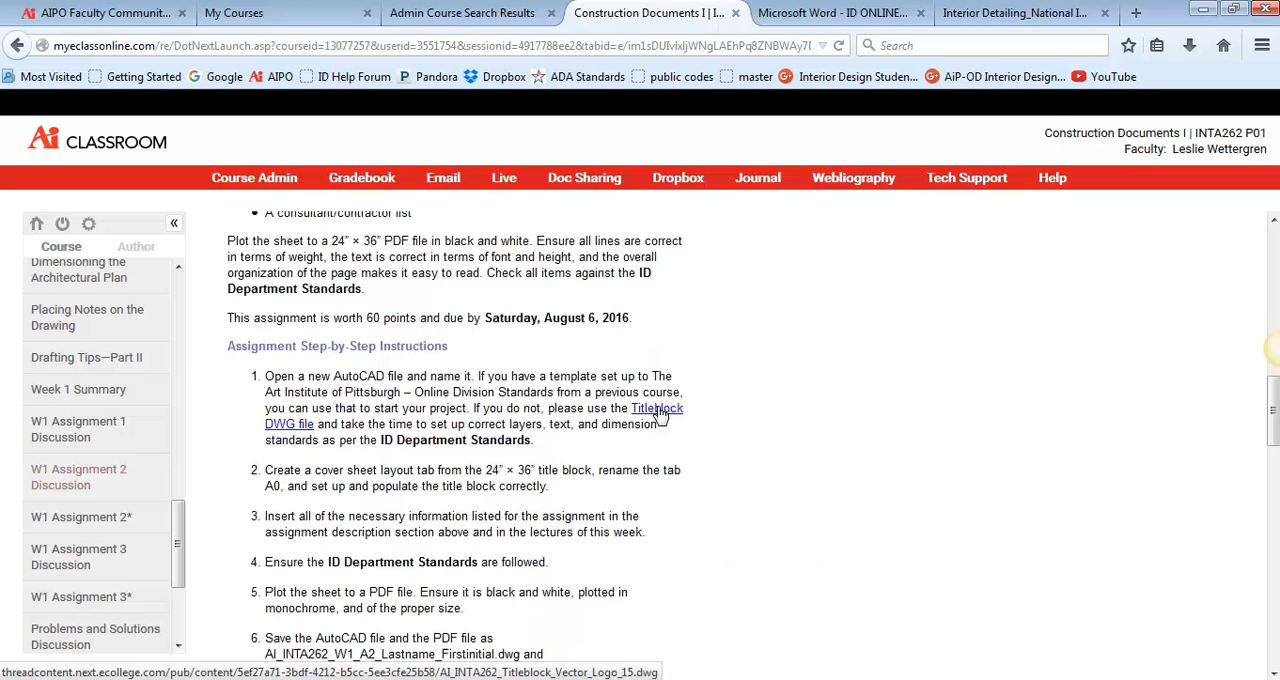 AIPO Faculty Communit... × My Courses × Admin Course Search Results × Construction Documents I | I... × Microsoft Word - ID ONLINE... × Interior Detailing_National I... × +
myeclassonline.com/re/DotNextLaunch.asp?courseid=13077257&userid=3551754&sessionid=4917788ee2&tabid=e/im1sDUIvIxIjWNgLAEhPq8ZNBWAy7I Search
Most Visited Getting Started Google AIPO ID Help Forum Pandora Dropbox ADA Standards public codes master Interior Design Studen... AiP-OD Interior Design... YouTube
Ai CLASSROOM
Construction Documents I | INTA262 P01
Faculty: Leslie Wettergren
Course Admin Gradebook Email Live Doc Sharing Dropbox Journal Webliography Tech Support Help
«
Course Author
Dimensioning the
Architectural Plan
Placing Notes on the
Drawing
Drafting Tips—Part II
Week 1 Summary
W1 Assignment 1
Discussion
W1 Assignment 2
Discussion
W1 Assignment 2*
W1 Assignment 3
Discussion
W1 Assignment 3*
Problems and Solutions
Discussion
• A consultant/contractor list
Plot the sheet to a 24” × 36” PDF file in black and white. Ensure all lines are correct
in terms of weight, the text is correct in terms of font and height, and the overall
organization of the page makes it easy to read. Check all items against the ID
Department Standards.
This assignment is worth 60 points and due by Saturday, August 6, 2016.
Assignment Step-by-Step Instructions
1. Open a new AutoCAD file and name it. If you have a template set up to The
Art Institute of Pittsburgh – Online Division Standards from a previous course,
you can use that to start your project. If you do not, please use the Titleblock
DWG file and take the time to set up correct layers, text, and dimension
standards as per the ID Department Standards.
2. Create a cover sheet layout tab from the 24” × 36” title block, rename the tab
A0, and set up and populate the title block correctly.
3. Insert all of the necessary information listed for the assignment in the
assignment description section above and in the lectures of this week.
4. Ensure the ID Department Standards are followed.
5. Plot the sheet to a PDF file. Ensure it is black and white, plotted in
monochrome, and of the proper size.
6. Save the AutoCAD file and the PDF file as
AI_INTA262_W1_A2_Lastname_Firstinitial.dwg and
threadcontent.next.ecollege.com/pub/content/5ef27a71-3bdf-4212-b5cc-5ee3cfe25b58/AI_INTA262_Titleblock_Vector_Logo_15.dwg